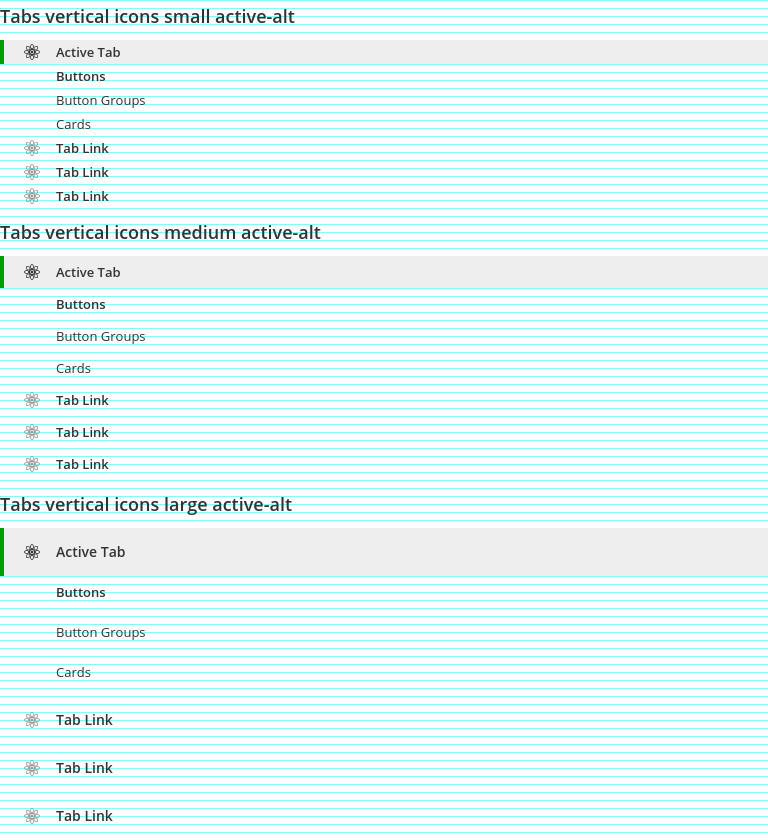 Tabs vertical icons small active-alt
Active Tab
Buttons
Button Groups
Cards
Tab Link
Tab Link
Tab Link
Tabs vertical icons medium active-alt
Active Tab
Buttons
Button Groups
Cards
Tab Link
Tab Link
Tab Link
Tabs vertical icons large active-alt
Active Tab
Buttons
Button Groups
Cards
Tab Link
Tab Link
Tab Link